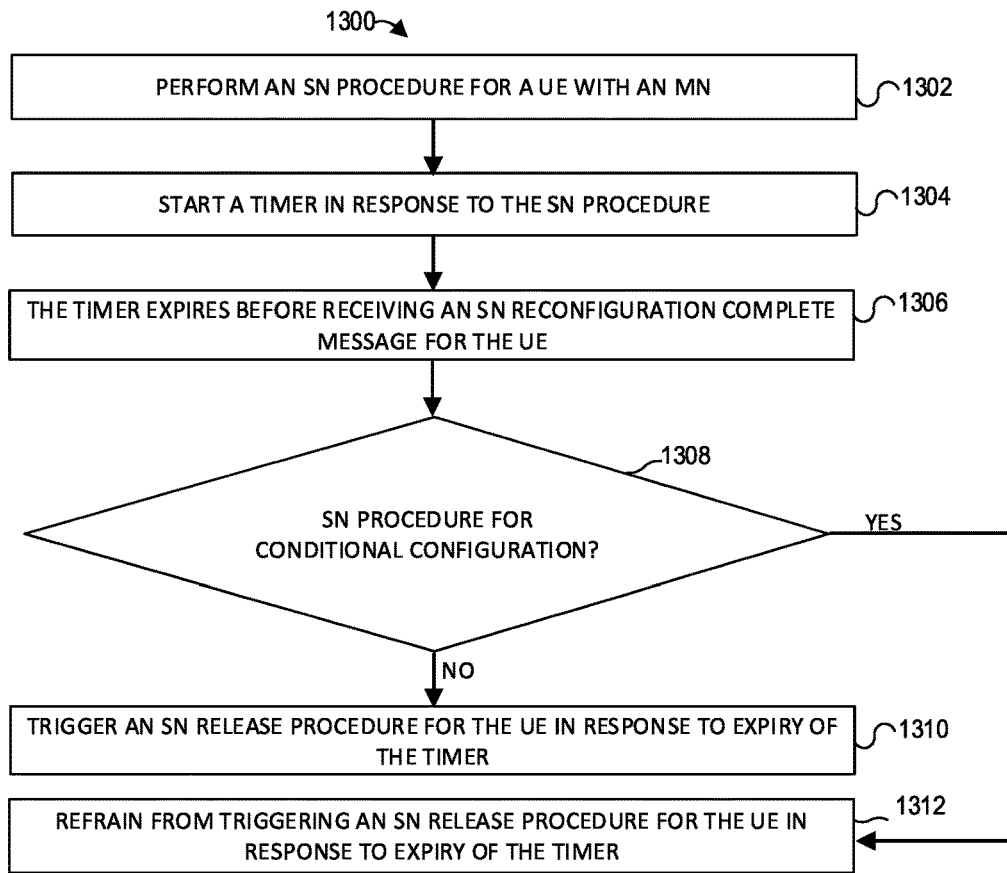 1300
PERFORM AN SN PROCEDURE FOR A UE WITH AN MN
1302
START A TIMER IN RESPONSE TO THE SN PROCEDURE
1304
THE TIMER EXPIRES BEFORE RECEIVING AN SN RECONFIGURATION COMPLETE
MESSAGE FOR THE UE
1306
1308
SN PROCEDURE FOR
CONDITIONAL CONFIGURATION?
YES
NO
TRIGGER AN SN RELEASE PROCEDURE FOR THE UE IN RESPONSE TO EXPIRY OF
THE TIMER
1310
REFRAIN FROM TRIGGERING AN SN RELEASE PROCEDURE FOR THE UE IN
RESPONSE TO EXPIRY OF THE TIMER
1312